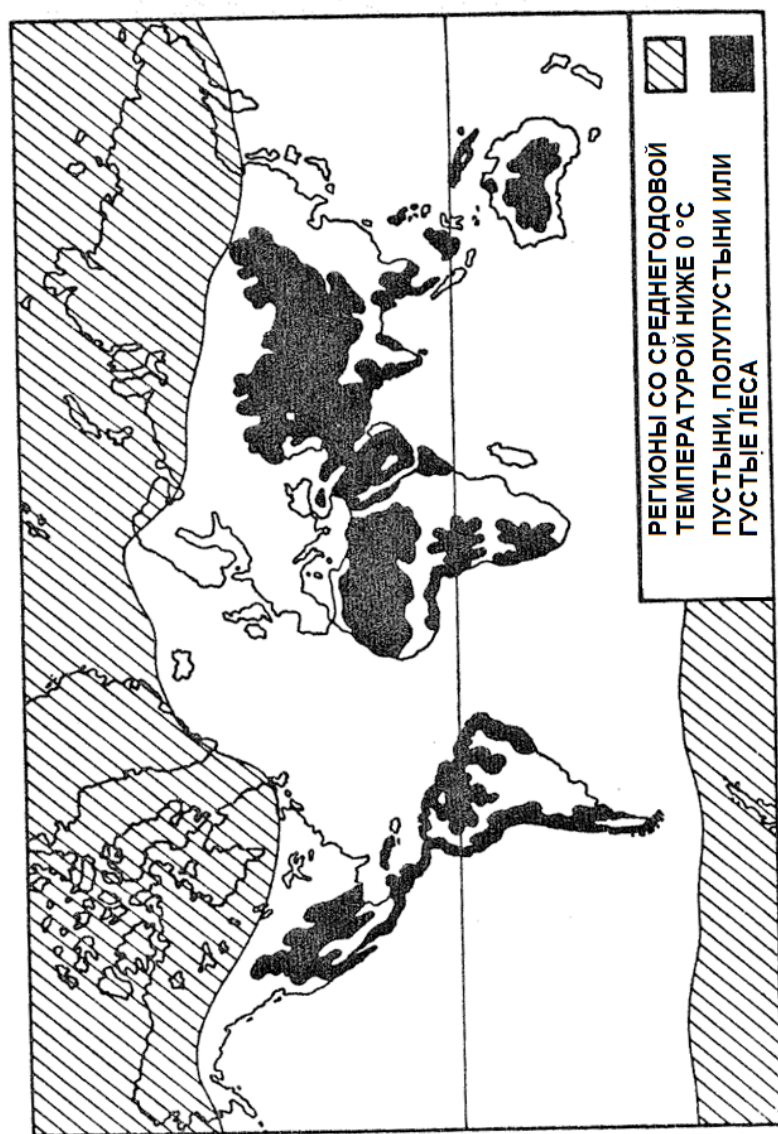 РЕГИОНЫ СО СРЕДНЕГОДОВОЙ
ТЕМПЕРАТУРОЙ НИЖЕ 0 °С
ПУСТЫНИ, ПОЛУПУСТЫНИ ИЛИ
ГУСТЫЕ ЛЕСА